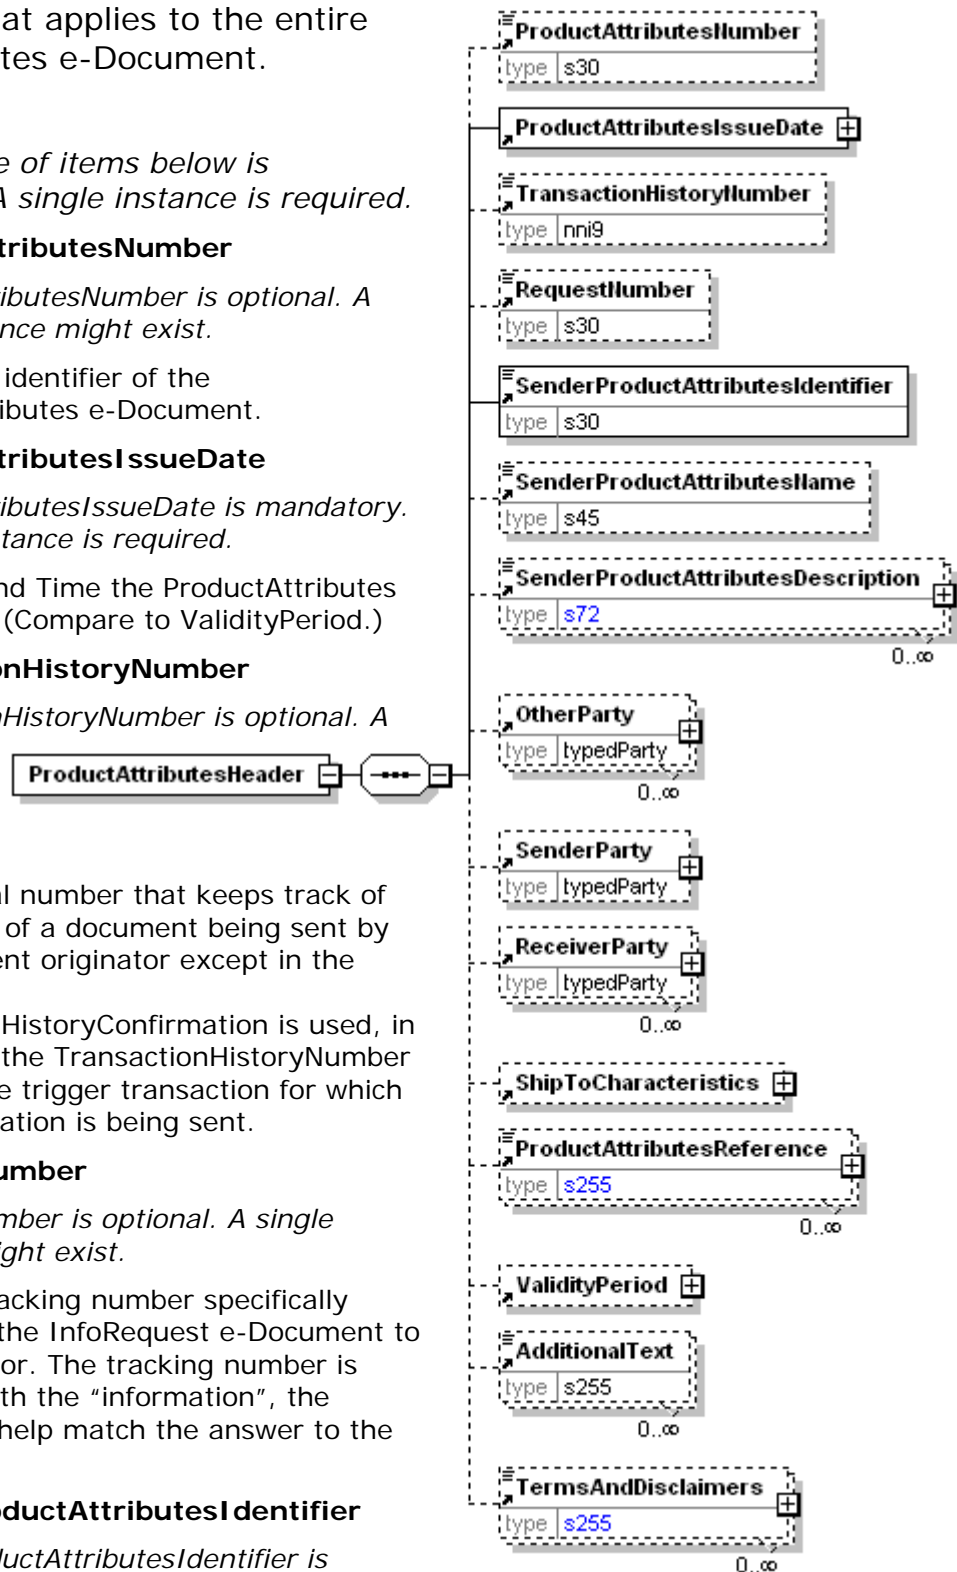 at applies to the entire
tes e-Document.
e of items below is
A single instance is required.
tributesNumber
ributesNumber is optional. A
nce might exist.
identifier of the
ributes e-Document.
tributesIssueDate
ributesIssueDate is mandatory.
stance is required.
nd Time the ProductAttributes
(Compare to ValidityPeriod.)
onHistoryNumber
nHistoryNumber is optional. A
ProductAttributesHeader
al number that keeps track of
of a document being sent by
ent originator except in the
HistoryConfirmation is used, in
the TransactionHistoryNumber
e trigger transaction for which
ation is being sent.
umber
mber is optional. A single
ight exist.
acking number specifically
the InfoRequest e-Document to
or. The tracking number is
th the “information”, the
help match the answer to the
oductAttributesIdentifier
ductAttributesIdentifier is
ProductAttributesNumber
type s30
ProductAttributesIssueDate
TransactionHistoryNumber
type nni9
RequestNumber
type s30
SenderProductAttributesIdentifier
type s30
SenderProductAttributesName
type s45
SenderProductAttributesDescription
type s72
0..∞
OtherParty
type typedParty
0..∞
SenderParty
type typedParty
ReceiverParty
type typedParty
0..∞
ShipToCharacteristics
ProductAttributesReference
type s255
0..∞
ValidityPeriod
AdditionalText
type s255
0..∞
TermsAndDisclaimers
type s255
0..∞